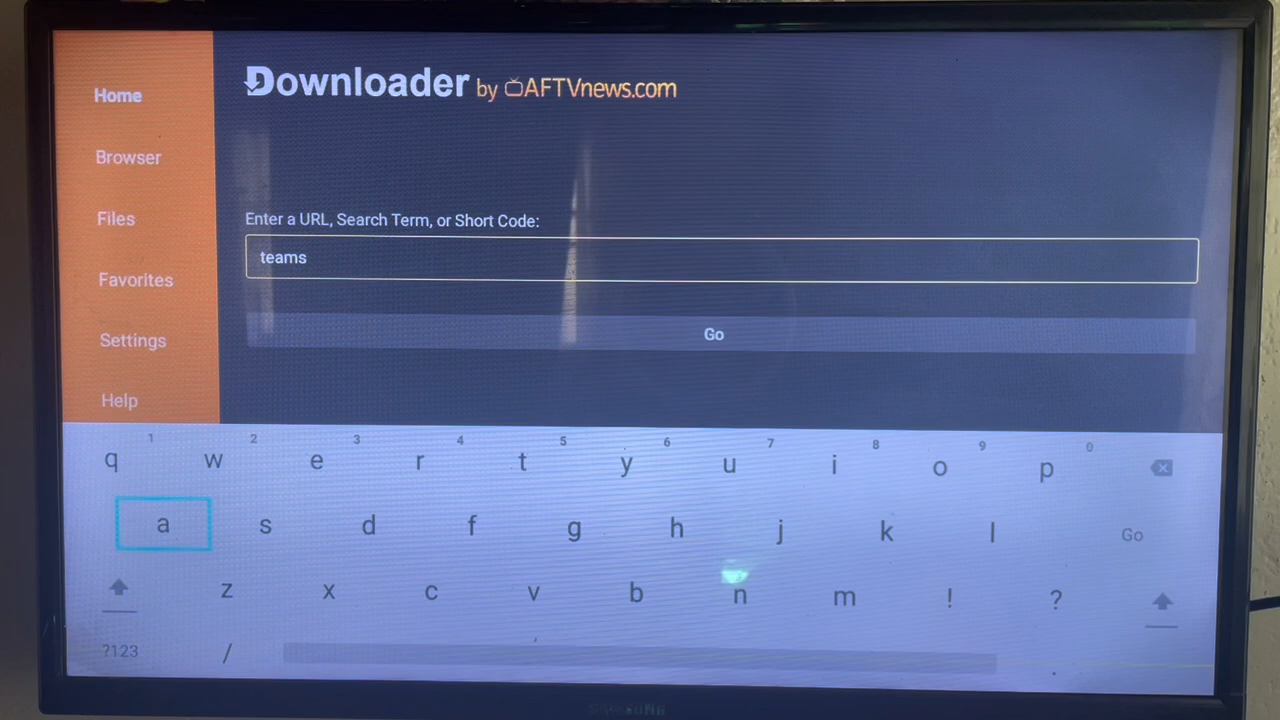 Home
Browser
Files
Favorites
Settings
Help
Downloader by AFTVnews.com
Enter a URL, Search Term, or Short Code:
teams
Go
1 2 3 4 5 6 7 8 9 0
q w e r t y u i o p
a s d f g h j k l Go
z x c v b n m ! ?
?123 / , .
SAMSUNG